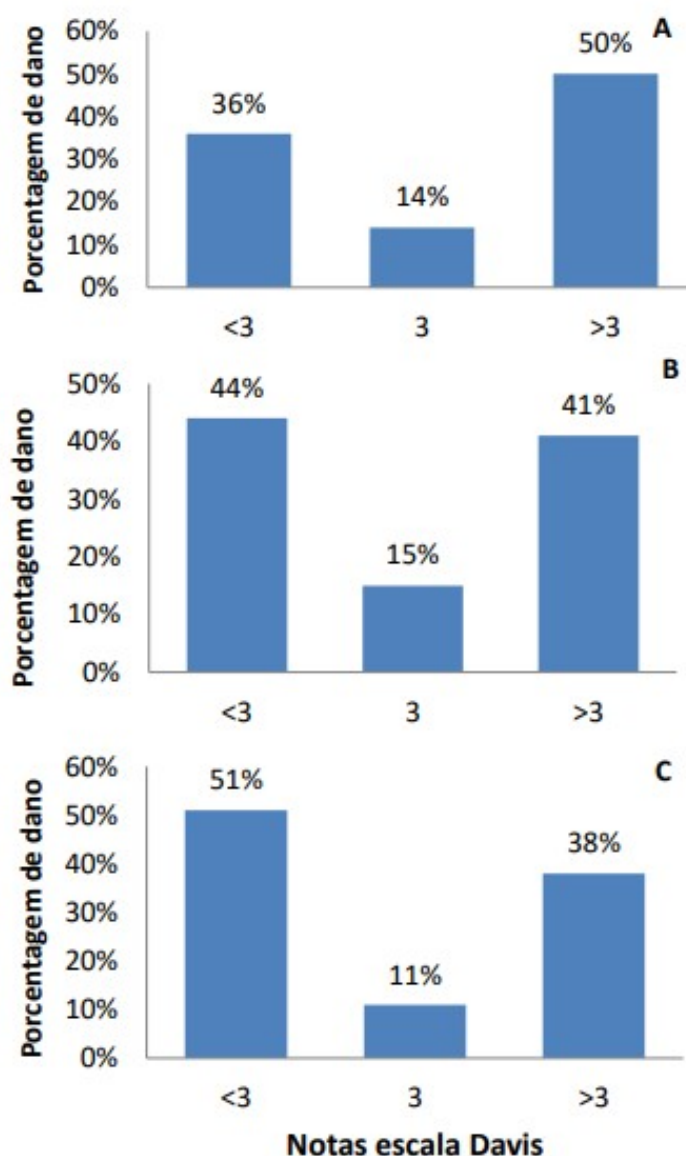 Porcentagem de dano
60%
50%
40%
30%
20%
10%
0%
36%
14%
50%
A
<3 3 >3
Porcentagem de dano
50%
40%
30%
20%
10%
0%
44%
15%
41%
B
<3 3 >3
Porcentagem de dano
60%
50%
40%
30%
20%
10%
0%
51%
11%
38%
C
<3 3 >3
Notas escala Davis